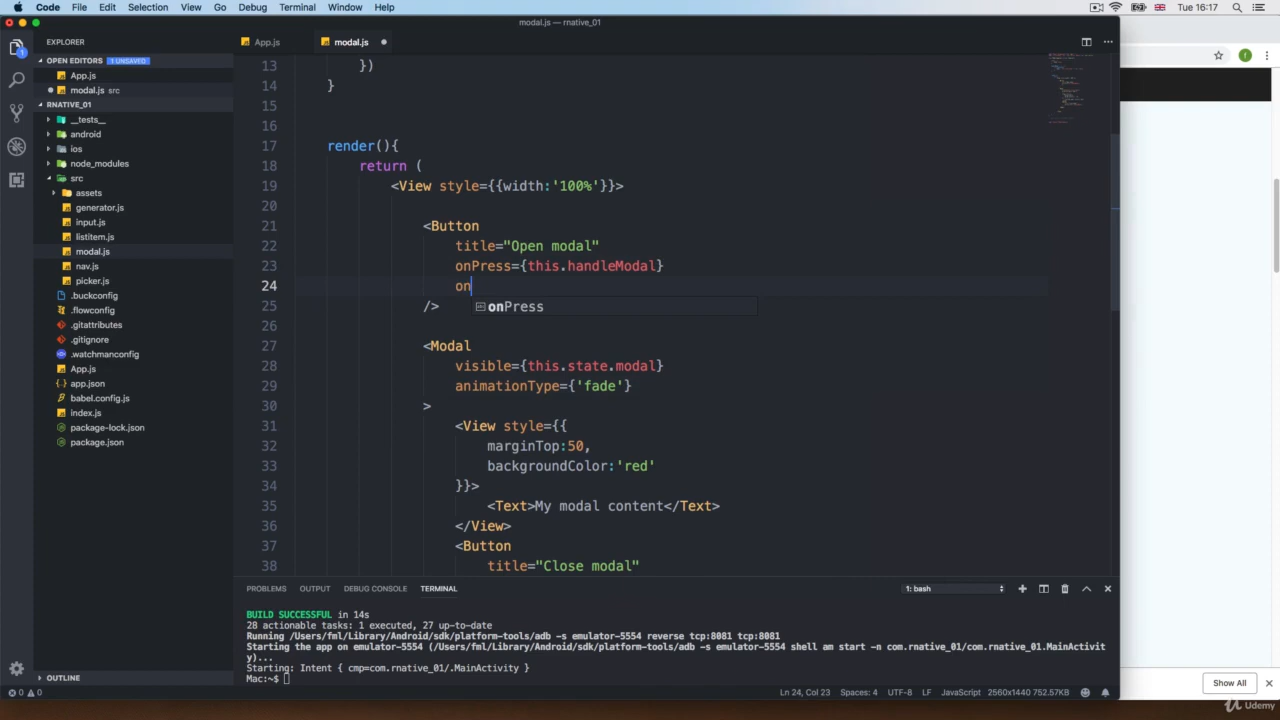 Code File Edit Selection View Go Debug Terminal Window Help Tue 16:17
modal.js — rnative_01
EXPLORER
App.js modal.js
OPEN EDITORS 1 UNSAVED
App.js
modal.js src
RNATIVE_01
__tests__
android
ios
node_modules
src
assets
generator.js
input.js
listitem.js
modal.js
nav.js
picker.js
.buckconfig
.flowconfig
.gitattributes
.gitignore
.watchmanconfig
App.js
app.json
babel.config.js
index.js
package-lock.json
package.json
OUTLINE
13 })
14 }
15
16
17 render(){
18 return (
19 <View style={{width:'100%'}}>
20
21 <Button
22 title="Open modal"
23 onPress={this.handleModal}
24 on
onPress
25 />
26
27 <Modal
28 visible={this.state.modal}
29 animationType={'fade'}
30 >
31 <View style={{
32 marginTop:50,
33 backgroundColor:'red'
34 }}>
35 <Text>My modal content</Text>
36 </View>
37 <Button
38 title="Close modal"
PROBLEMS OUTPUT DEBUG CONSOLE TERMINAL 1: bash
BUILD SUCCESSFUL in 14s
28 actionable tasks: 1 executed, 27 up-to-date
Running /Users/fml/Library/Android/sdk/platform-tools/adb -s emulator-5554 reverse tcp:8081 tcp:8081
Starting the app on emulator-5554 (/Users/fml/Library/Android/sdk/platform-tools/adb -s emulator-5554 shell am start -n com.rnative_01/com.rnative_01.MainActivit
y)...
Starting: Intent { cmp=com.rnative_01/.MainActivity }
Mac:~$
0 0 Ln 24, Col 23 Spaces: 4 UTF-8 LF JavaScript 2560x1440 752.57KB
1
r
Show All
Udemy